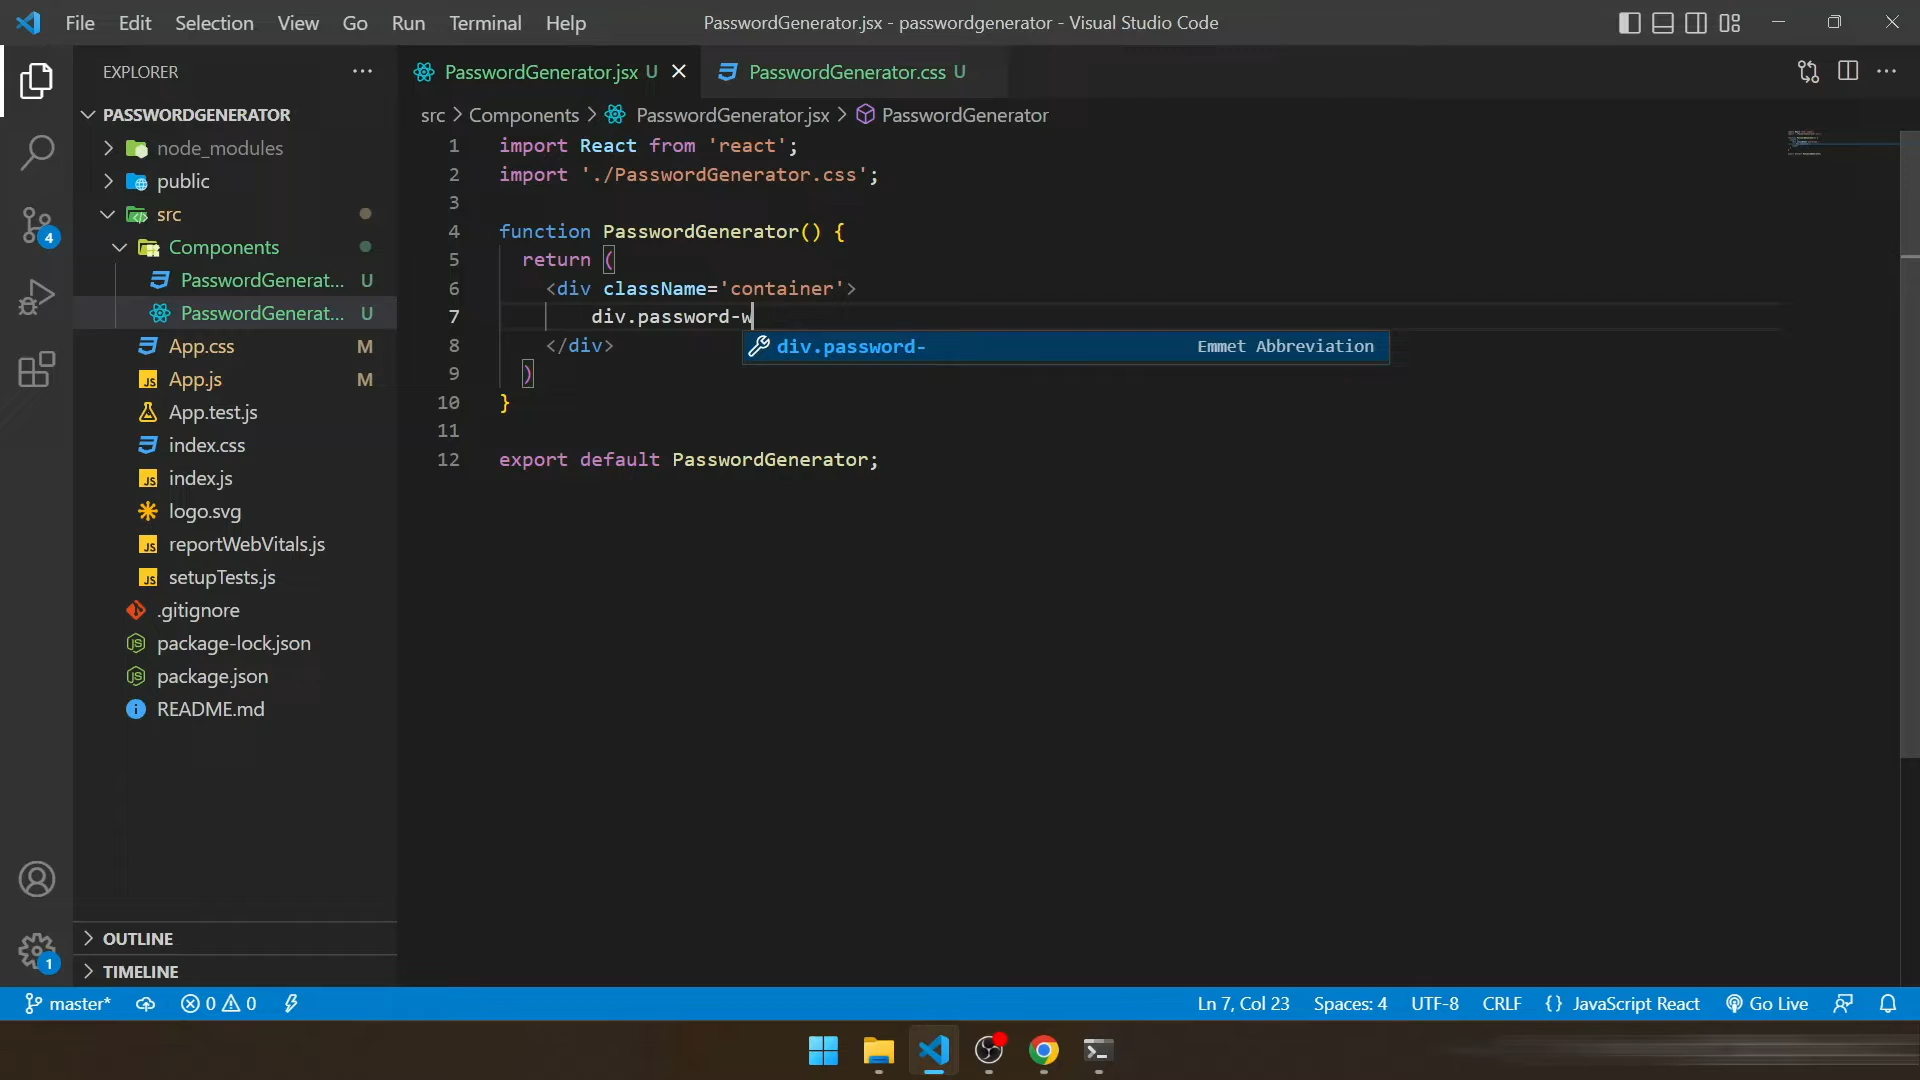 File Edit Selection View Go Run Terminal Help
PasswordGenerator.jsx - passwordgenerator - Visual Studio Code
EXPLORER
PasswordGenerator.jsx U
PasswordGenerator.css U
src > Components > PasswordGenerator.jsx > PasswordGenerator
PASSWORDGENERATOR
node_modules
public
src
Components
PasswordGenerat... U
PasswordGenerat... U
App.css M
App.js M
App.test.js
index.css
index.js
logo.svg
reportWebVitals.js
setupTests.js
.gitignore
package-lock.json
package.json
README.md
OUTLINE
TIMELINE
4
1
1 import React from 'react';
2 import './PasswordGenerator.css';
3
4 function PasswordGenerator() {
5 return (
6 <div className='container'>
7 div.password-w
8 </div>
div.password- Emmet Abbreviation
9 )
10 }
11
12 export default PasswordGenerator;
master* 0 0 Ln 7, Col 23 Spaces: 4 UTF-8 CRLF {} JavaScript React Go Live